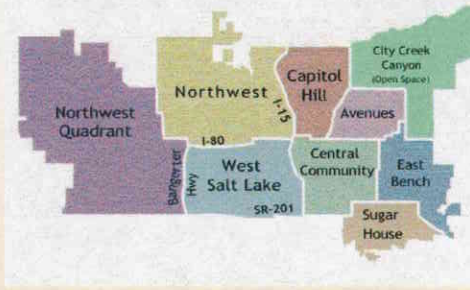 City Creek
Canyon
(Open Space)
Capitol
Hill
Northwest
I-15
Northwest
Quadrant
Avenues
I-80
Bangerter
Hwy
West
Salt Lake
Central
Community
East
Bench
SR-201
Sugar
House